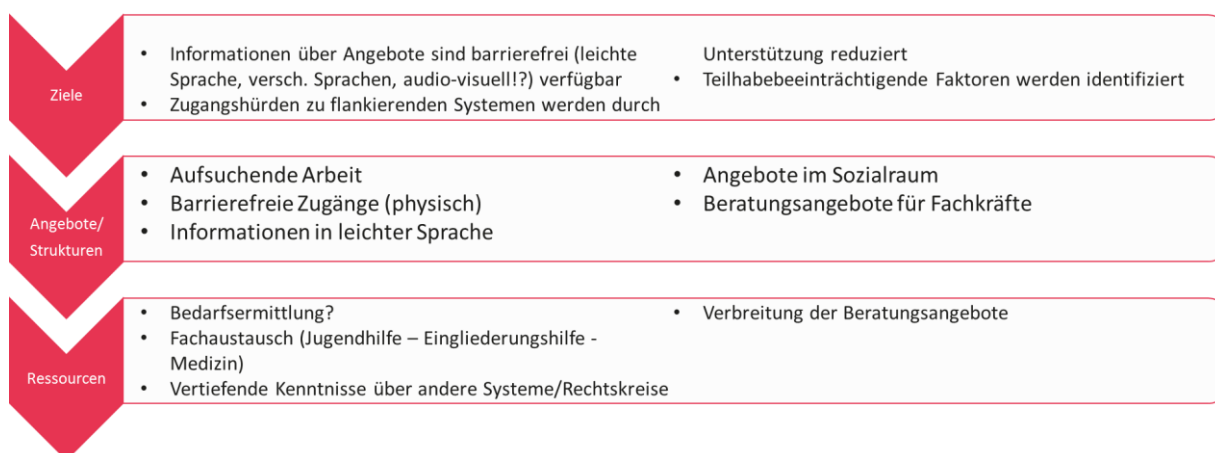 Ziele
• Informationen über Angebote sind barrierefrei (leichte
Sprache, versch. Sprachen, audio-visuell!?) verfügbar
• Zugangshürden zu flankierenden Systemen werden durch
Unterstützung reduziert
• Teilhabebeeinträchtigende Faktoren werden identifiziert
Angebote/
Strukturen
• Aufsuchende Arbeit
• Barrierefreie Zugänge (physisch)
• Informationen in leichter Sprache
• Angebote im Sozialraum
• Beratungsangebote für Fachkräfte
Ressourcen
• Bedarfsermittlung?
• Fachaustausch (Jugendhilfe – Eingliederungshilfe -
Medizin)
• Vertiefende Kenntnisse über andere Systeme/Rechtskreise
• Verbreitung der Beratungsangebote